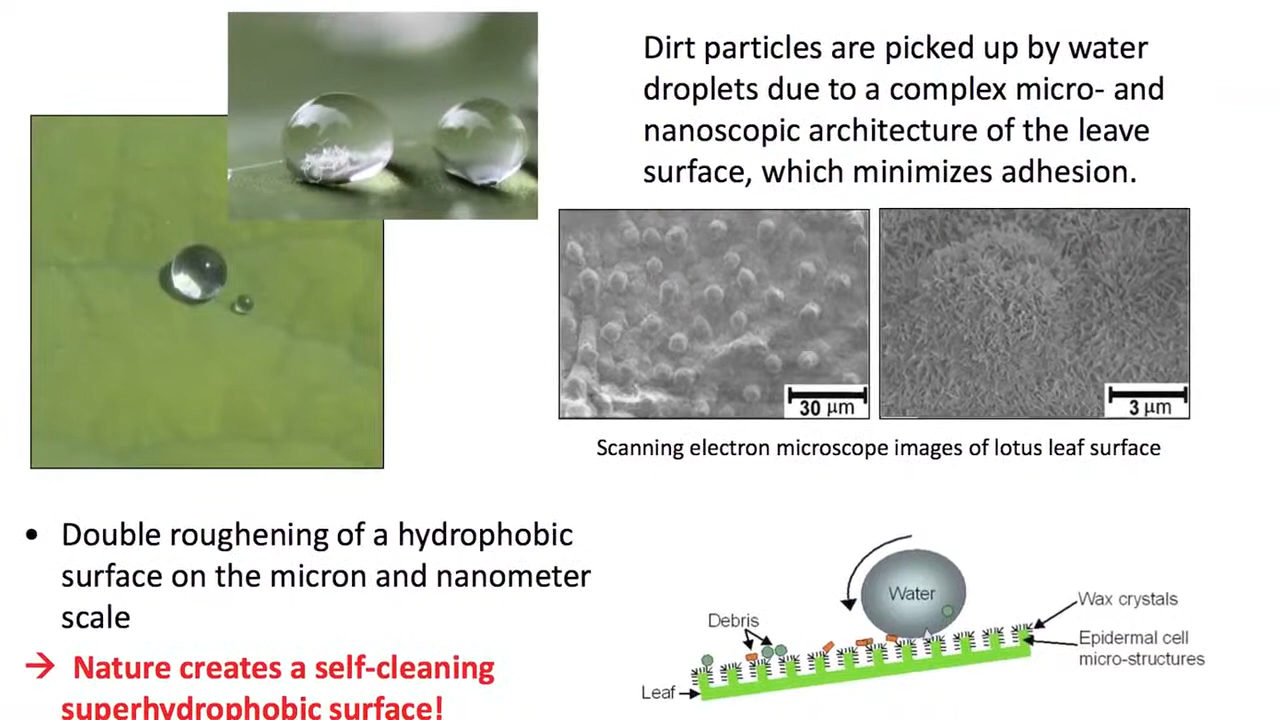 Dirt particles are picked up by water
droplets due to a complex micro- and
nanoscopic architecture of the leave
surface, which minimizes adhesion.
30 μm
3 μm
Scanning electron microscope images of lotus leaf surface
• Double roughening of a hydrophobic
surface on the micron and nanometer
scale
→ Nature creates a self-cleaning
superhydrophobic surface!
Water
Debris
Wax crystals
Epidermal cell
micro-structures
Leaf